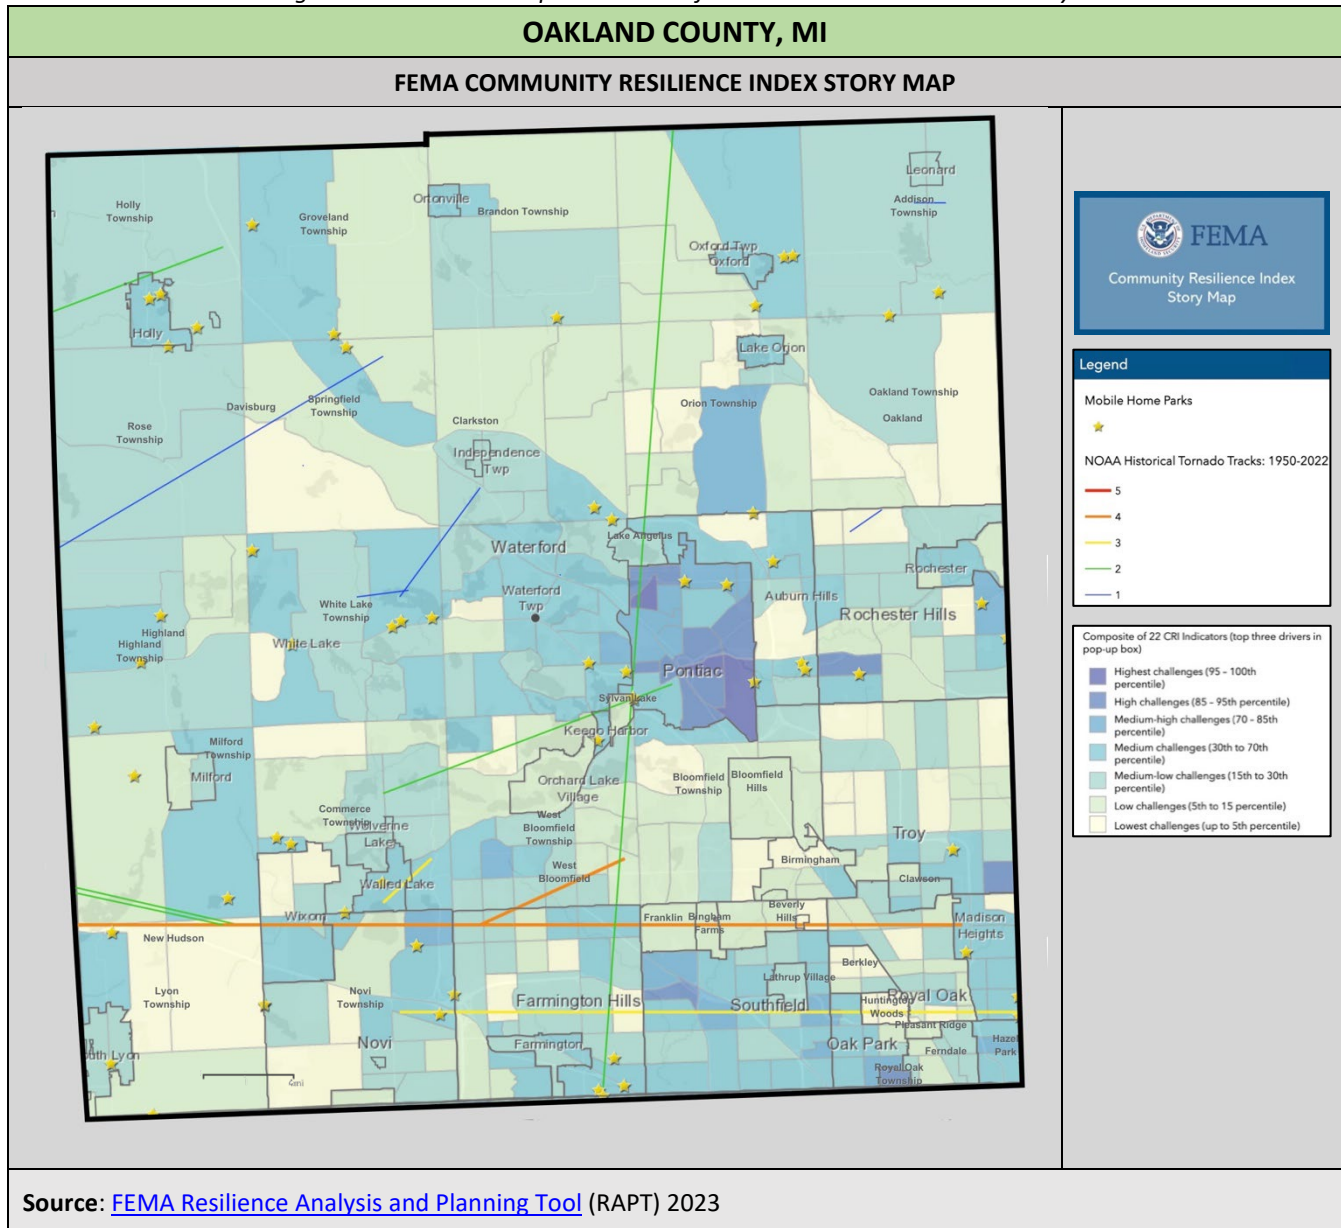 OAKLAND COUNTY, MI
FEMA COMMUNITY RESILIENCE INDEX STORY MAP
Leonard
Holly
Township
Groveland
Township
Ortonville
Brandon Township
Addison
Township
Oxford Twp
Oxford
Holly
Lake Orion
Davisburg
Springfield
Township
Orion Township
Oakland Township
Oakland
Rose
Township
Clarkston
Independence
Twp
Waterford
Lake Angelus
Rochester
Waterford
Twp
White Lake
Township
Auburn Hills
Rochester Hills
Highland
Highland
Township
White Lake
Pontiac
Sylvan Lake
Keego Harbor
Milford
Township
Milford
Orchard Lake
Village
Bloomfield
Township
Bloomfield
Hills
Commerce
Township
Wolverine
Lake
West
Bloomfield
Township
Troy
West
Bloomfield
Birmingham
Walled Lake
Clawson
Wixom
Franklin
Bingham
Farms
Beverly
Hills
Madison
Heights
New Hudson
Berkley
Lathrup Village
Lyon
Township
Novi
Township
Farmington Hills
Southfield
Huntington
Woods
Royal Oak
Pleasant Ridge
Novi
Farmington
Oak Park
Ferndale
Hazel
Park
uth Lyon
Royal Oak
Township
4mi
FEMA
Community Resilience Index
Story Map
Legend
Mobile Home Parks
NOAA Historical Tornado Tracks: 1950-2022
5
4
3
2
1
Composite of 22 CRI Indicators (top three drivers in
pop-up box)
Highest challenges (95 - 100th
percentile)
High challenges (85 - 95th percentile)
Medium-high challenges (70 - 85th
percentile)
Medium challenges (30th to 70th
percentile)
Medium-low challenges (15th to 30th
percentile)
Low challenges (5th to 15 percentile)
Lowest challenges (up to 5th percentile)
Source: FEMA Resilience Analysis and Planning Tool (RAPT) 2023